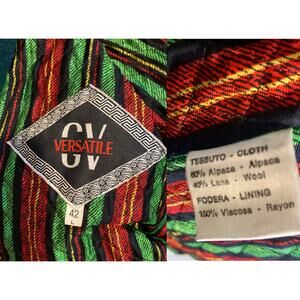 GV
VERSATILE
42
L
TESSUTO - CLOTH
60% Alpaca - Alpaca
40% Lana - Wool
FODERA - LINING
100% Viscosa - Rayon